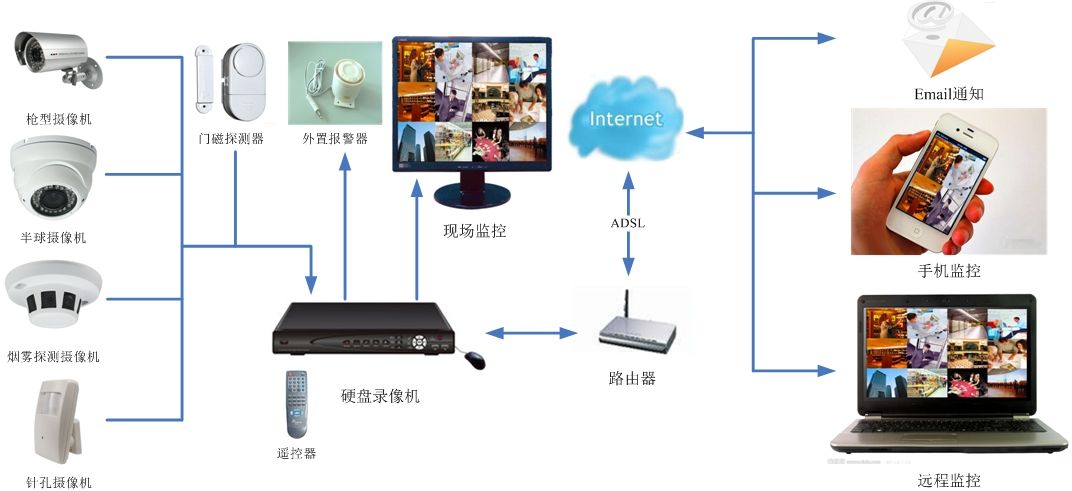 枪型摄像机
半球摄像机
烟雾探测摄像机
针孔摄像机
门磁探测器
外置报警器
现场监控
硬盘录像机
遥控器
Internet
ADSL
路由器
Email通知
手机监控
远程监控